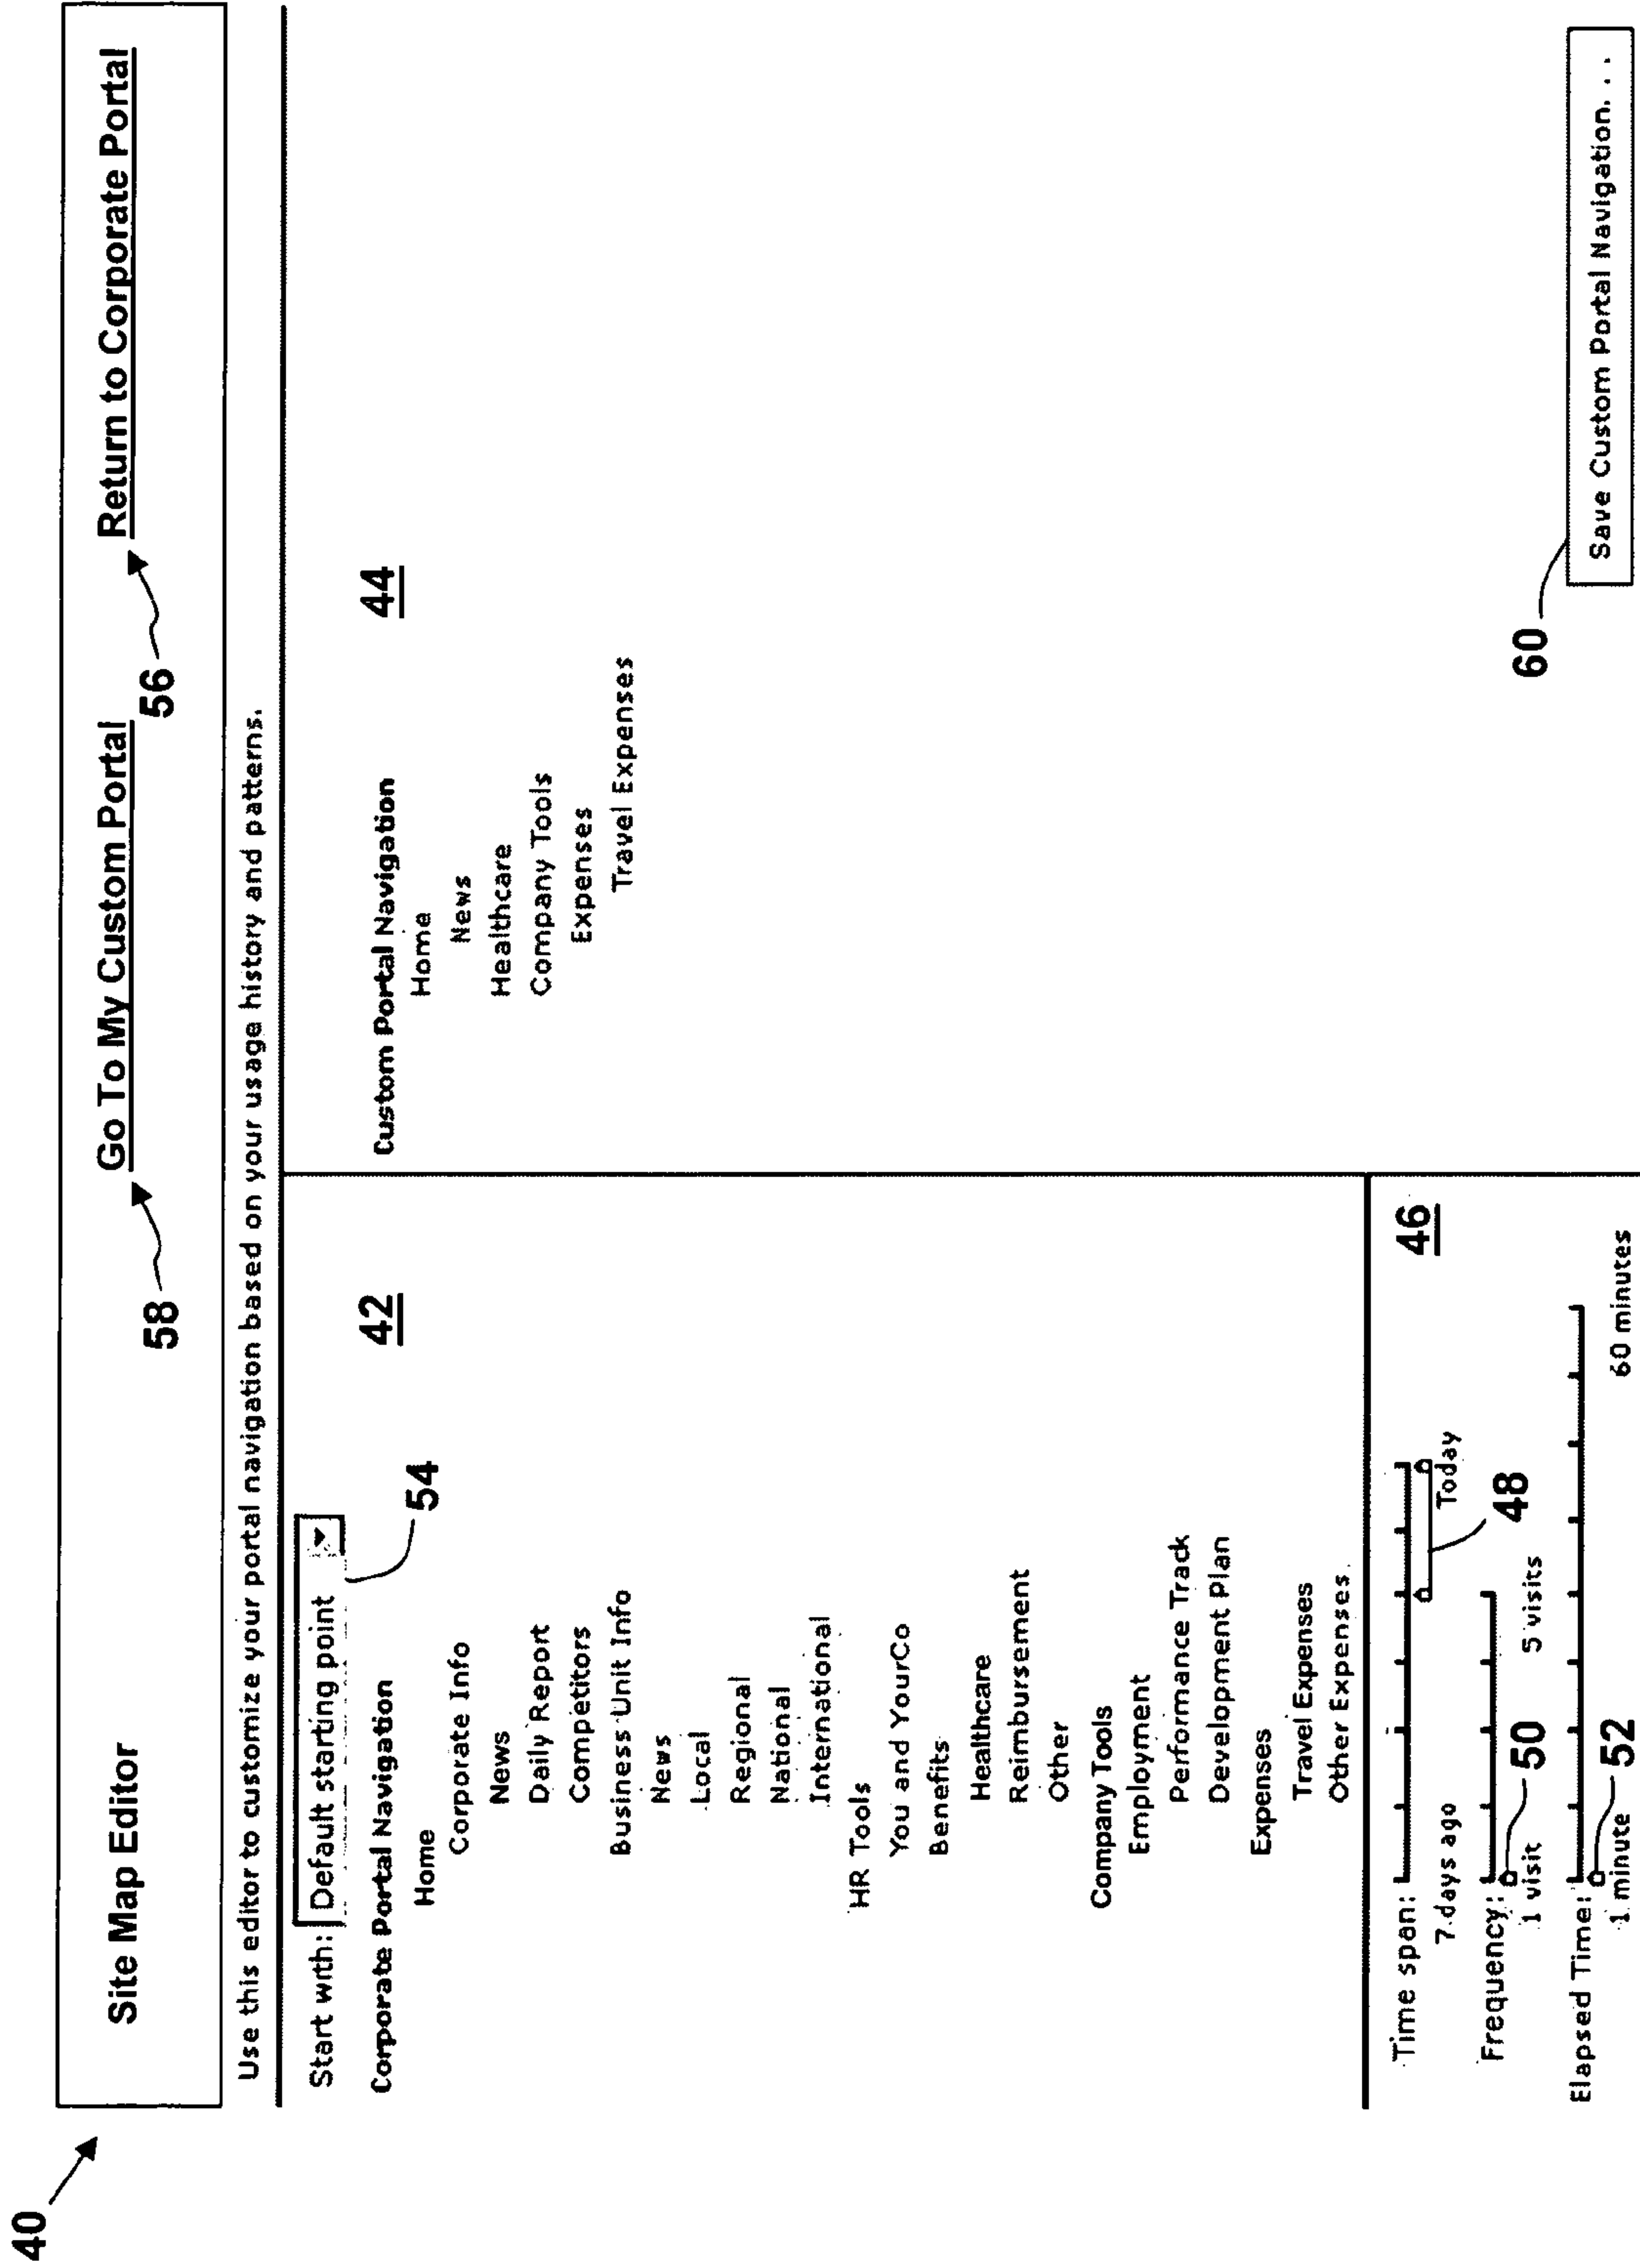 40
Site Map Editor
Go To My Custom Portal
Return to Corporate Portal
58
56
Use this editor to customize your portal navigation based on your usage history and patterns.
Start with: Default starting point
54
42
Corporate Portal Navigation
Home
Corporate Info
News
Daily Report
Competitors
Business Unit Info
News
Local
Regional
National
International
HR Tools
You and YourCo
Benefits
Healthcare
Reimbursement
Other
Company Tools
Employment
Performance Track
Development Plan
Expenses
Travel Expenses
Other Expenses
44
Custom Portal Navigation
Home
News
Healthcare
Company Tools
Expenses
Travel Expenses
46
Time span:
7 days ago
Today
48
Frequency:
1 visit
5 visits
50
Elapsed Time:
1 minute
60 minutes
52
60
Save Custom Portal Navigation. . .